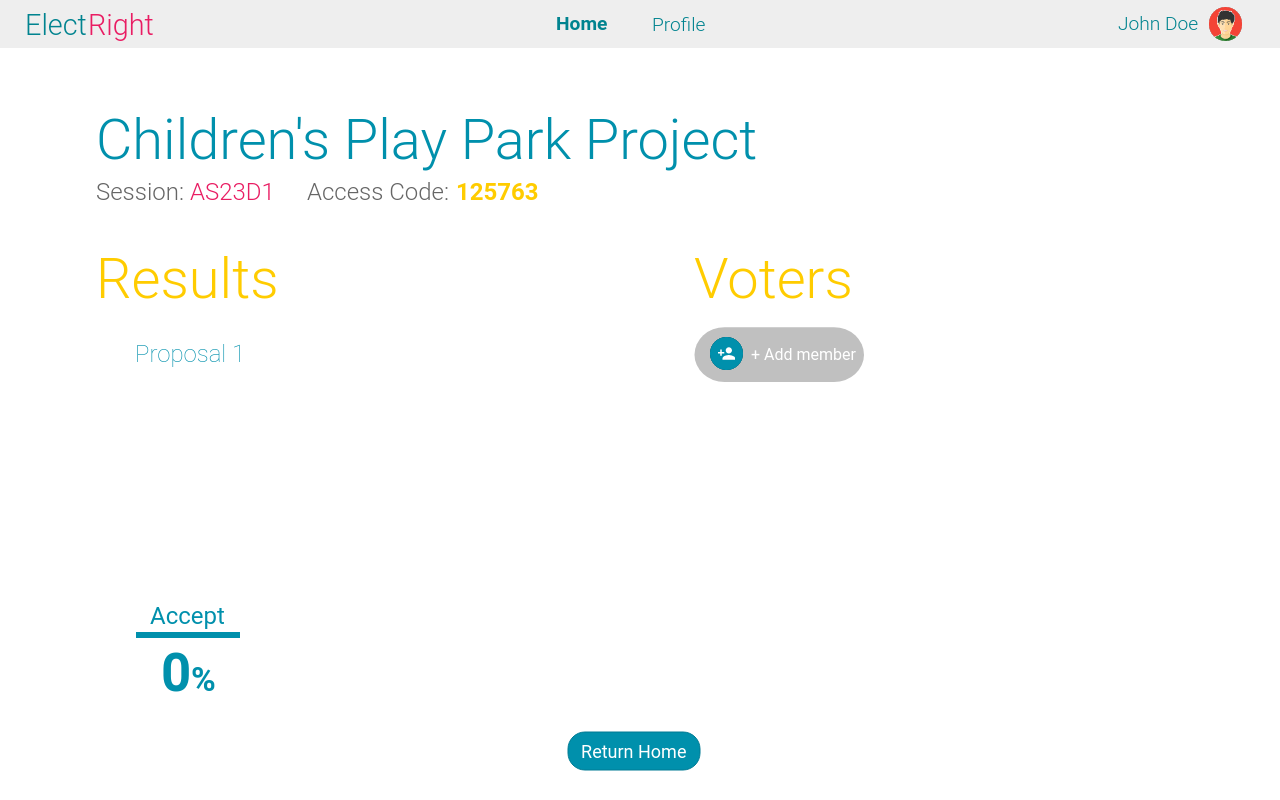 ElectRight Home Profile John Doe
Children's Play Park Project
Session: AS23D1 Access Code: 125763
Results Voters
Proposal 1 + Add member
Accept
0%
Return Home